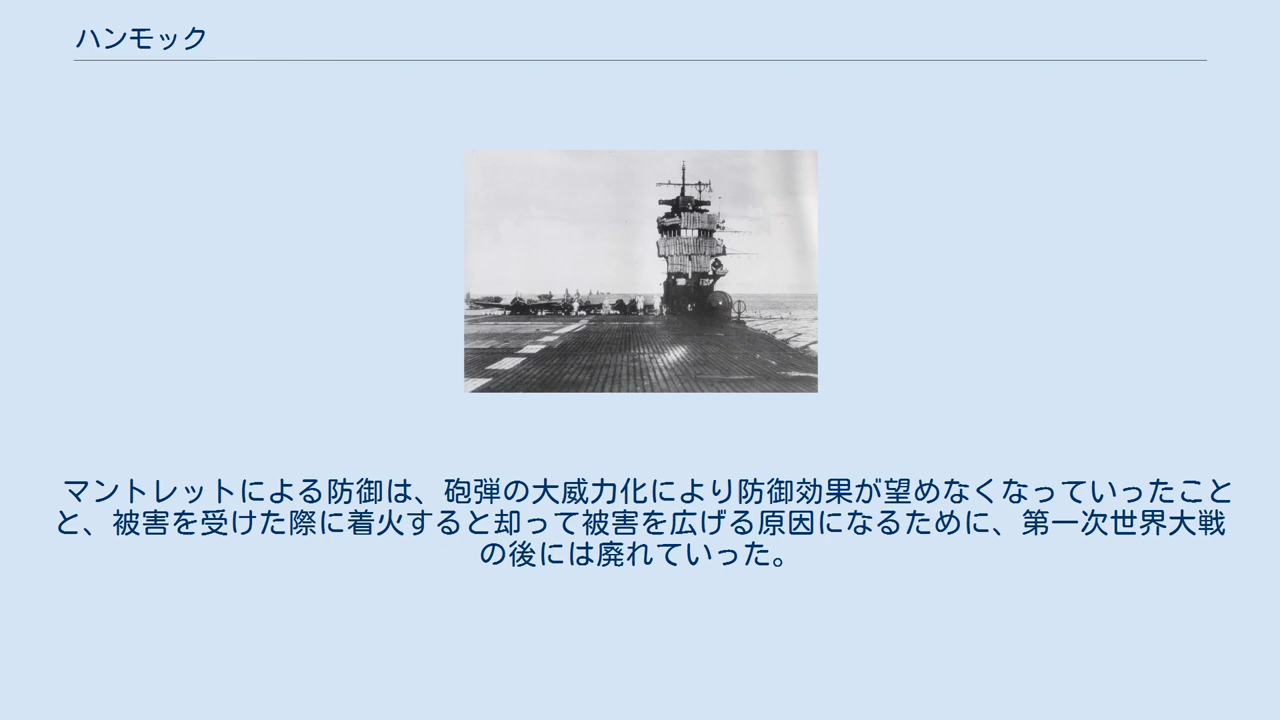 ハンモック
マントレットによる防御は、砲弾の大威力化により防御効果が望めなくなっていったこと
と、被害を受けた際に着火すると却って被害を広げる原因になるために、第一次世界大戦
の後には廃れていった。